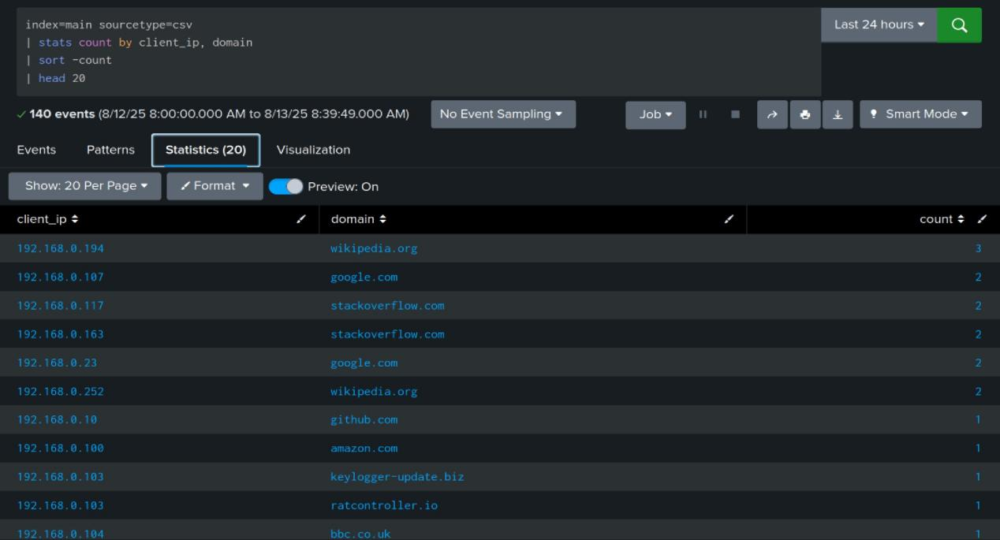 index=main sourcetype=csv
| stats count by client_ip, domain
| sort -count
| head 20
Last 24 hours
140 events (8/12/25 8:00:00.000 AM to 8/13/25 8:39:49.000 AM)
No Event Sampling
Job
Smart Mode
Events
Patterns
Statistics (20)
Visualization
Show: 20 Per Page
Format
Preview: On
client_ip domain count
192.168.0.194 wikipedia.org 3
192.168.0.107 google.com 2
192.168.0.117 stackoverflow.com 2
192.168.0.163 stackoverflow.com 2
192.168.0.23 google.com 2
192.168.0.252 wikipedia.org 2
192.168.0.10 github.com 1
192.168.0.100 amazon.com 1
192.168.0.103 keylogger-update.biz 1
192.168.0.103 ratcontroller.io 1
192.168.0.104 bbc.co.uk 1